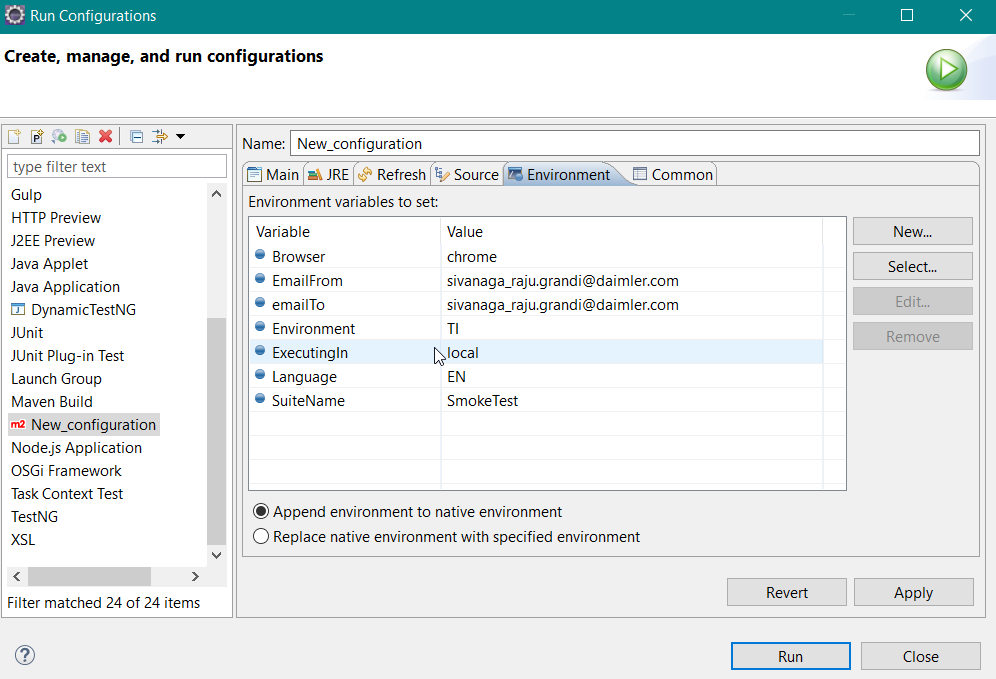 Run Configurations
Create, manage, and run configurations
type filter text
Gulp
HTTP Preview
J2EE Preview
Java Applet
Java Application
DynamicTestNG
JUnit
JUnit Plug-in Test
Launch Group
Maven Build
m2 New_configuration
Node.js Application
OSGi Framework
Task Context Test
TestNG
XSL
Filter matched 24 of 24 items
Name: New_configuration
Main JRE Refresh Source Environment Common
Environment variables to set:
Variable Value
Browser chrome
EmailFrom sivanaga_raju.grandi@daimler.com
emailTo sivanaga_raju.grandi@daimler.com
Environment TI
ExecutingIn local
Language EN
SuiteName SmokeTest
New...
Select...
Edit...
Remove
Append environment to native environment
Replace native environment with specified environment
Revert Apply
Run Close